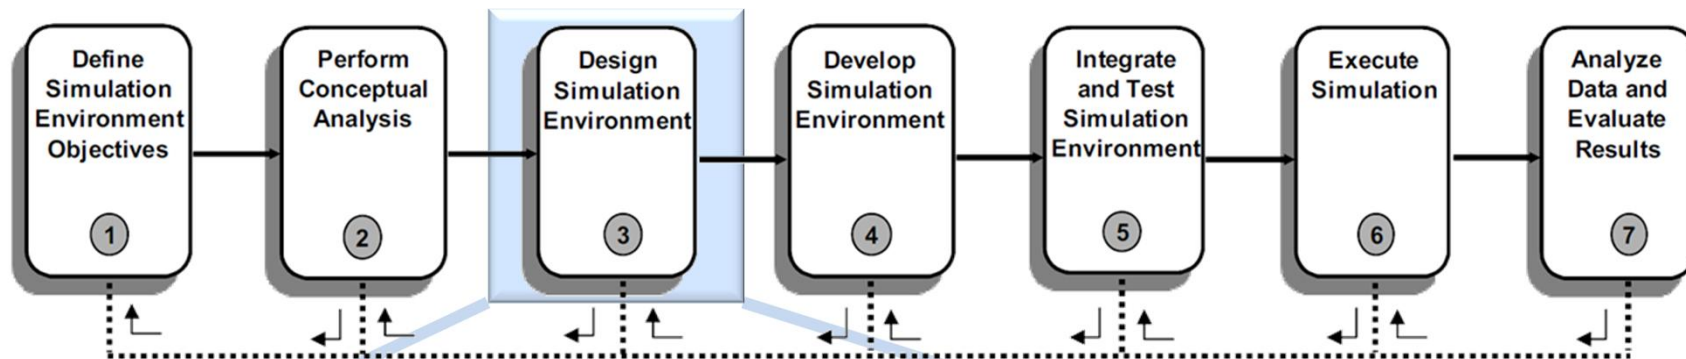 Define
Simulation
Environment
Objectives
1
Perform
Conceptual
Analysis
2
Design
Simulation
Environment
3
Develop
Simulation
Environment
4
Integrate
and Test
Simulation
Environment
5
Execute
Simulation
6
Analyze
Data and
Evaluate
Results
7